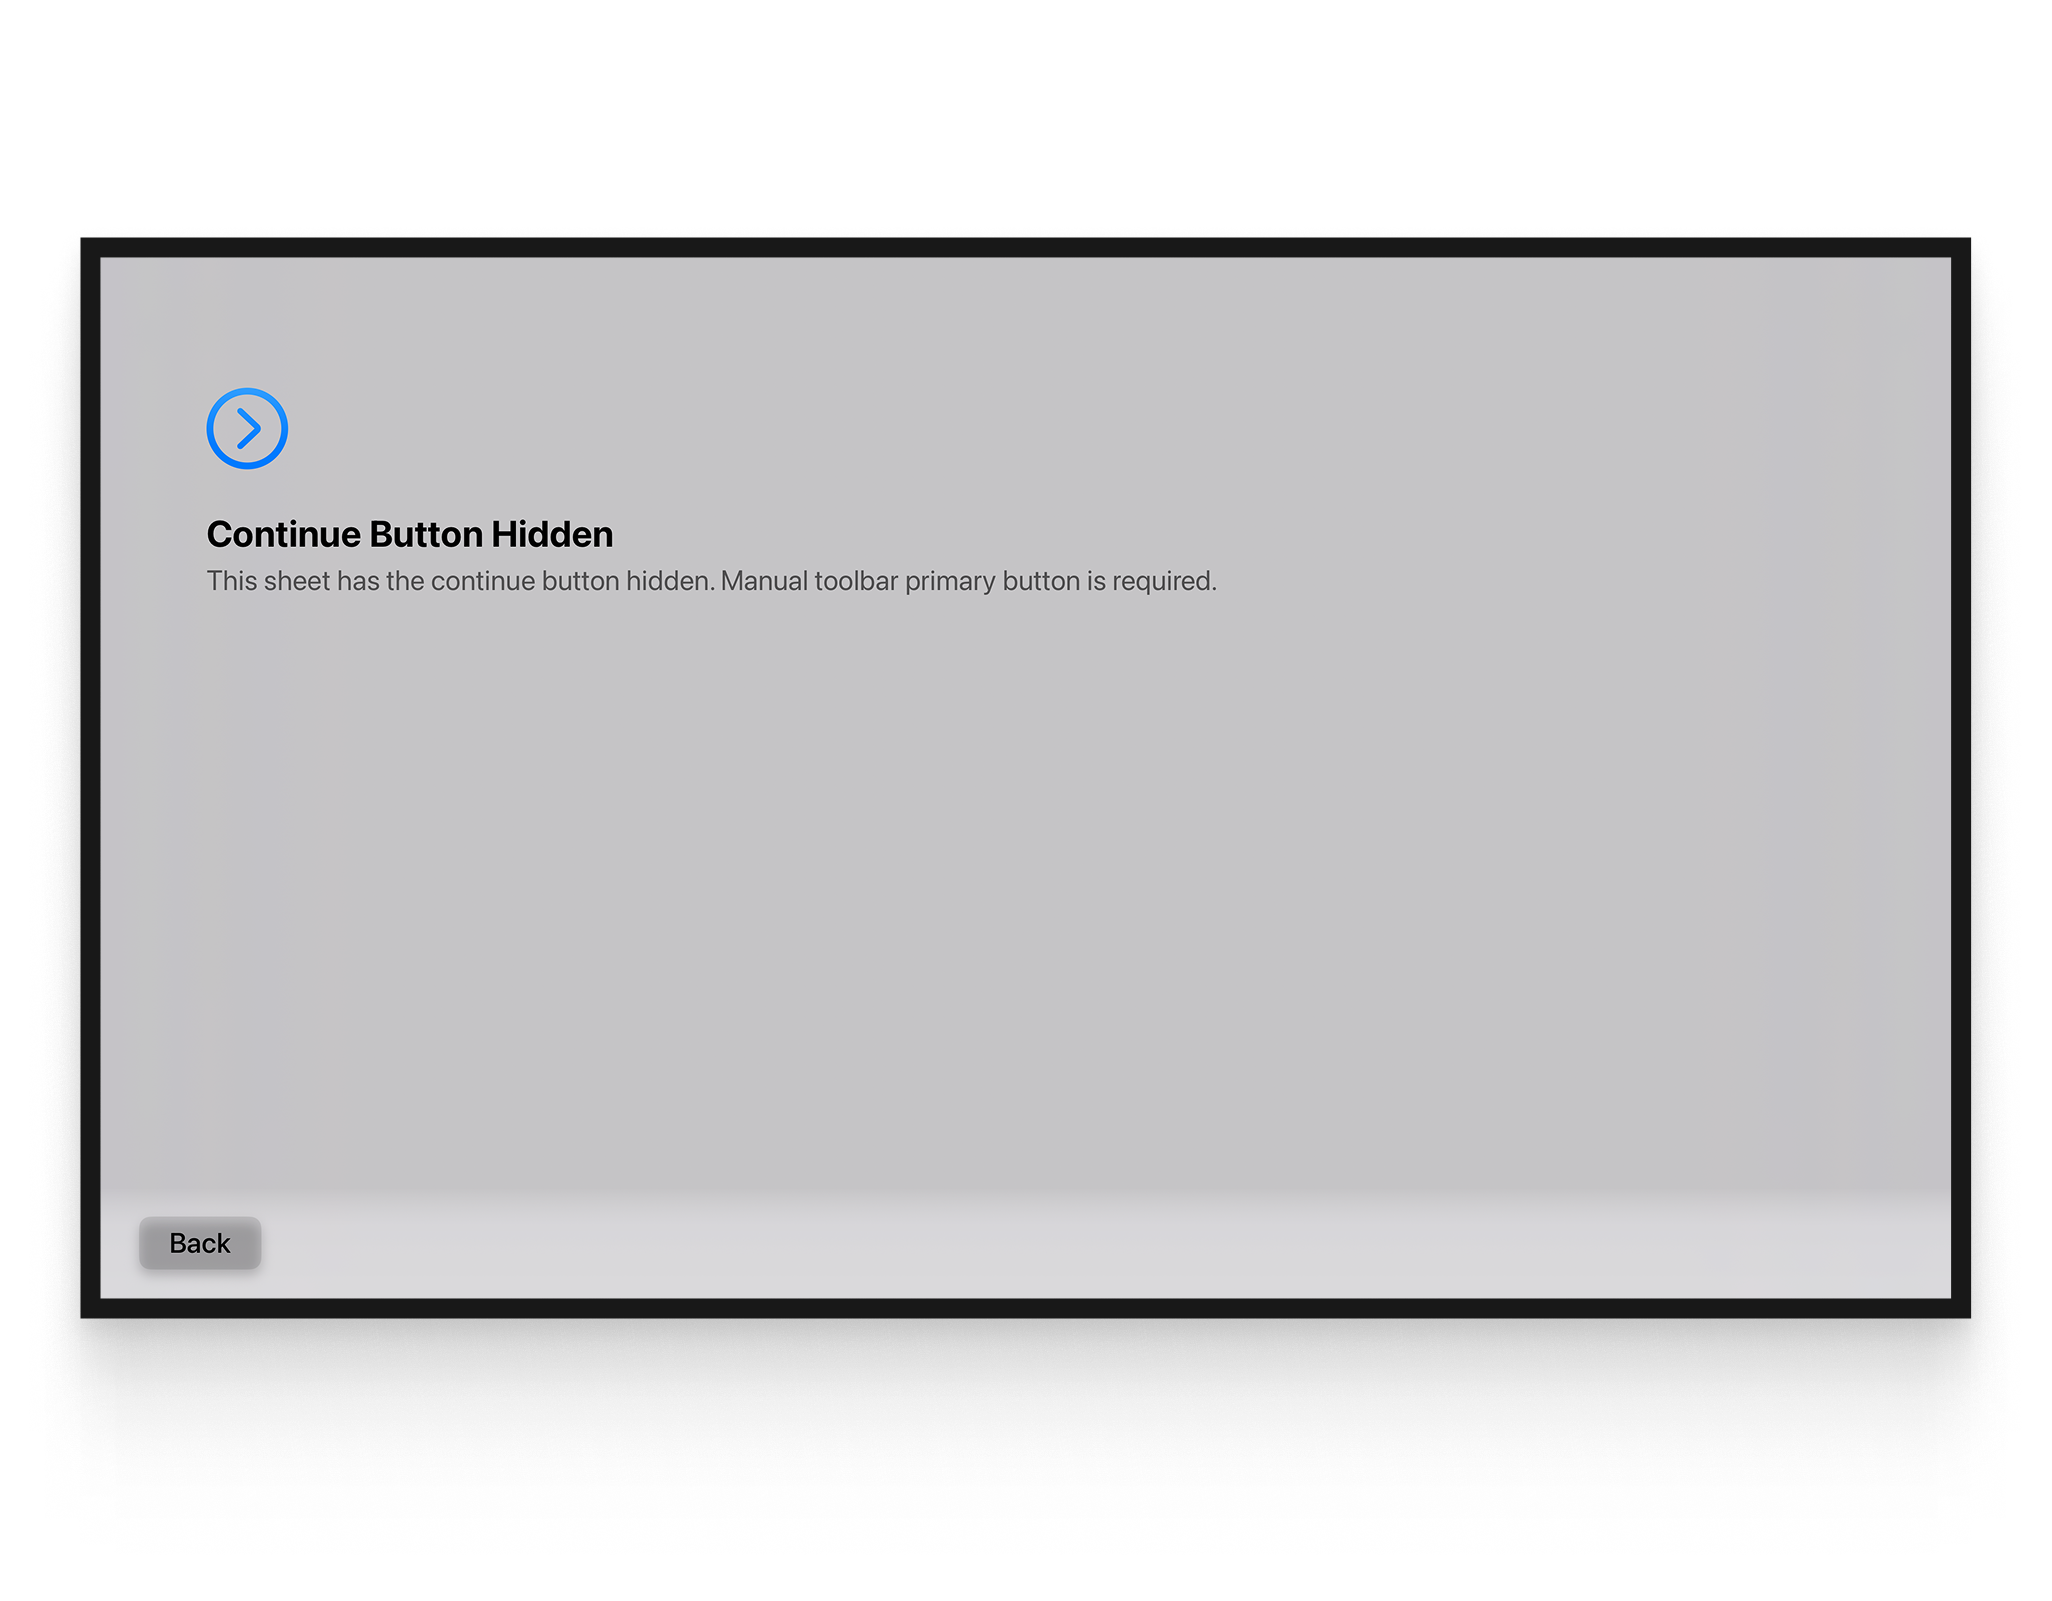 Continue Button Hidden
This sheet has the continue button hidden. Manual toolbar primary button is required.
Back